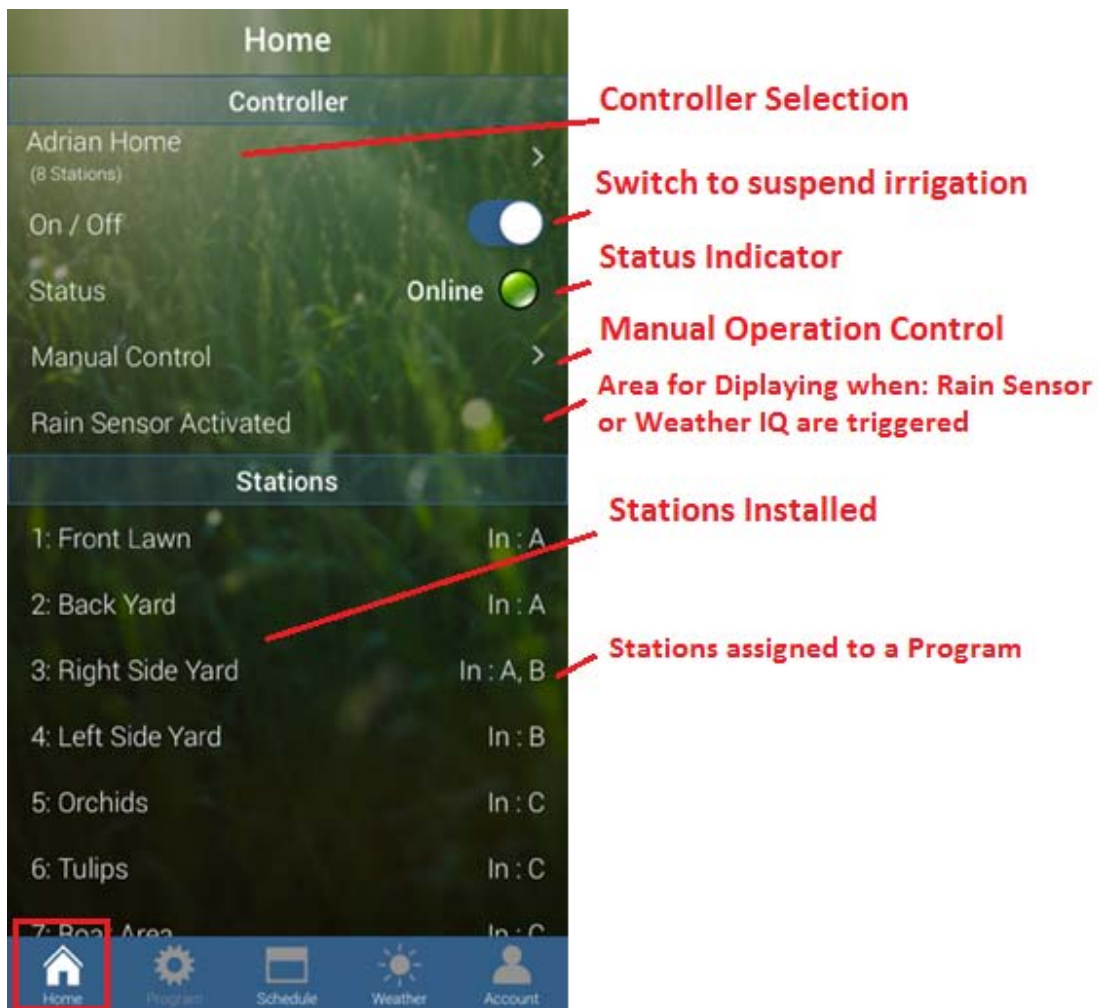 Home
Controller
Controller Selection
Adrian Home
(8 Stations)
>
Switch to suspend irrigation
On / Off
Status Indicator
Status
Online
Manual Operation Control
Manual Control
>
Area for Diplaying when: Rain Sensor
or Weather IQ are triggered
Rain Sensor Activated
Stations
Stations Installed
1: Front Lawn In : A
2: Back Yard In : A
Stations assigned to a Program
3: Right Side Yard In : A, B
4: Left Side Yard In : B
5: Orchids In : C
6: Tulips In : C
7: Area In : C
Home Program Schedule Weather Account